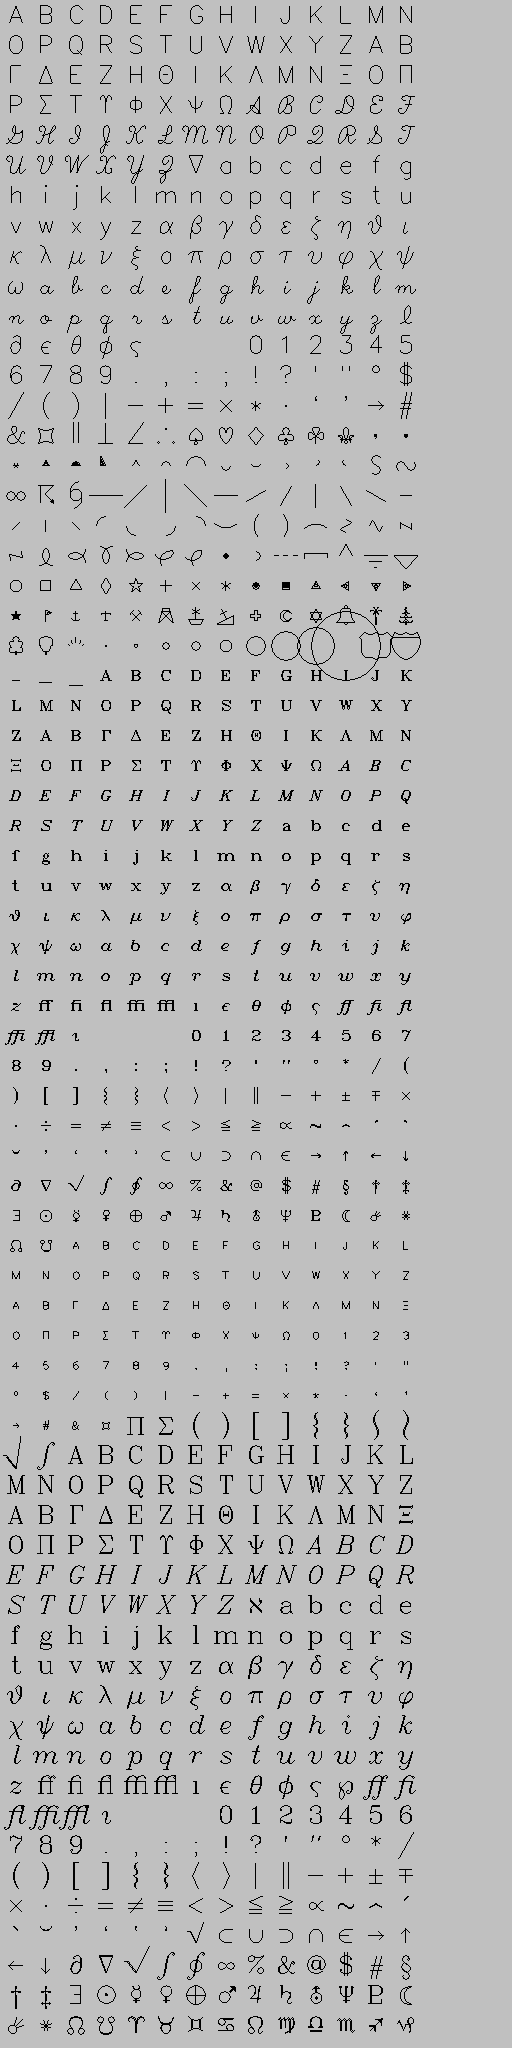 A B C D E F G H I J K L M N
O P Q R S T U V W X Y Z Α Β
Γ Δ Ε Ζ Η Θ Ι Κ Λ Μ Ν Ξ Ο Π
Ρ Σ Τ ϒ Φ Χ Ψ Ω A B C D E F
G H I J K L M N O P Q R S T
U V W X Y Z ∇ a b c d e f g
h i j k l m n o p q r s t u
v w x y z α β γ δ ε ζ η ϑ ι
κ λ μ ν ξ ο π ρ σ τ υ φ χ ψ
ω a b c d e f g h i j k l m
n o p q r s t u v w x y z l
∂ ϵ θ ϕ ς 0 1 2 3 4 5
6 7 8 9 . , : ; ! ? ' " ° $
/ ( ) | − + = × * · ‘ ’ → #
& ¤ ‖ ⊥ ∠ ∴ ♤ ♡ ♢ ♧
∞
○ □ △ ◊ ☆ + × *
★
_ _ _ A B C D E F G H I J K
L M N O P Q R S T U V W X Y
Z Α Β Γ Δ Ε Ζ Η Θ Ι Κ Λ Μ Ν
Ξ Ο Π Ρ Σ Τ ϒ Φ Χ Ψ Ω A B C
D E F G H I J K L M N O P Q
R S T U V W X Y Z a b c d e
f g h i j k l m n o p q r s
t u v w x y z α β γ δ ε ζ η
ϑ ι κ λ μ ν ξ ο π ρ σ τ υ φ
χ ψ ω a b c d e f g h i j k
l m n o p q r s t u v w x y
z ff fi fl ffi ffl ı ϵ θ ϕ ς ff fi fl
ffi ffl ı 0 1 2 3 4 5 6 7
8 9 . , : ; ! ? ' " ° * / (
) [ ] { } ⟨ ⟩ | ‖ − + ± ∓ ×
· ÷ = ≠ ≡ < > ≦ ≧ ∝ ~ ^ ´ `
˘ ’ ‘ ‘ ’ ⊂ ∪ ⊃ ∩ ∈ → ↑ ← ↓
∂ ∇ √ ∫ ∮ ∞ % & @ $ # § † ‡
∃ ☉ ☿ ♀ ⊕ ♂ ♃ ♄ ⛢ ♆ ♇ ☾ ☄ *
☊ ☋ A B C D E F G H I J K L
M N O P Q R S T U V W X Y Z
Α Β Γ Δ Ε Ζ Η Θ Ι Κ Λ Μ Ν Ξ
Ο Π Ρ Σ Τ ϒ Φ Χ Ψ Ω 0 1 2 3
4 5 6 7 8 9 . , : ; ! ? ' "
° $ / ( ) | − + = × * · ‘ ’
→ # & ¤ Π Σ ( ) [ ] { } ∫
√ ∫ A B C D E F G H I J K L
M N O P Q R S T U V W X Y Z
Α Β Γ Δ Ε Ζ Η Θ Ι Κ Λ Μ Ν Ξ
Ο Π Ρ Σ Τ ϒ Φ Χ Ψ Ω A B C D
E F G H I J K L M N O P Q R
S T U V W X Y Z ℵ a b c d e
f g h i j k l m n o p q r s
t u v w x y z α β γ δ ε ζ η
ϑ ι κ λ μ ν ξ ο π ρ σ τ υ φ
χ ψ ω a b c d e f g h i j k
l m n o p q r s t u v w x y
z ff fi fl ffi ffl ı ϵ θ ϕ ς ℘ ff fi
fl ffi ffl ı 0 1 2 3 4 5 6
7 8 9 . , : ; ! ? ' " ° * /
( ) [ ] { } ⟨ ⟩ | ‖ − + ± ∓
× · ÷ = ≠ ≡ < > ≦ ≧ ∝ ~ ^ ´
` ˘ ’ ‘ ‘ ’ √ ⊂ ∪ ⊃ ∩ ∈ → ↑
← ↓ ∂ ∇ √ ∫ ∮ ∞ % & @ $ # §
† ‡ ∃ ☉ ☿ ♀ ⊕ ♂ ♃ ♄ ⛢ ♆ ♇ ☾
☄ * ☊ ☋ ♈ ♉ ♊ ♋ ♌ ♍ ♎ ♏ ♐ ♑